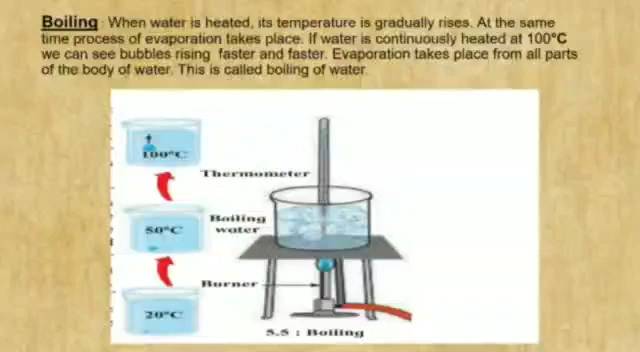 Boiling : When water is heated, its temperature is gradually rises. At the same
time process of evaporation takes place. If water is continuously heated at 100°C
we can see bubbles rising faster and faster. Evaporation takes place from all parts
of the body of water. This is called boiling of water.
100°C
Thermometer
50°C
Boiling
water
Burner
20°C
5.5 : Boiling